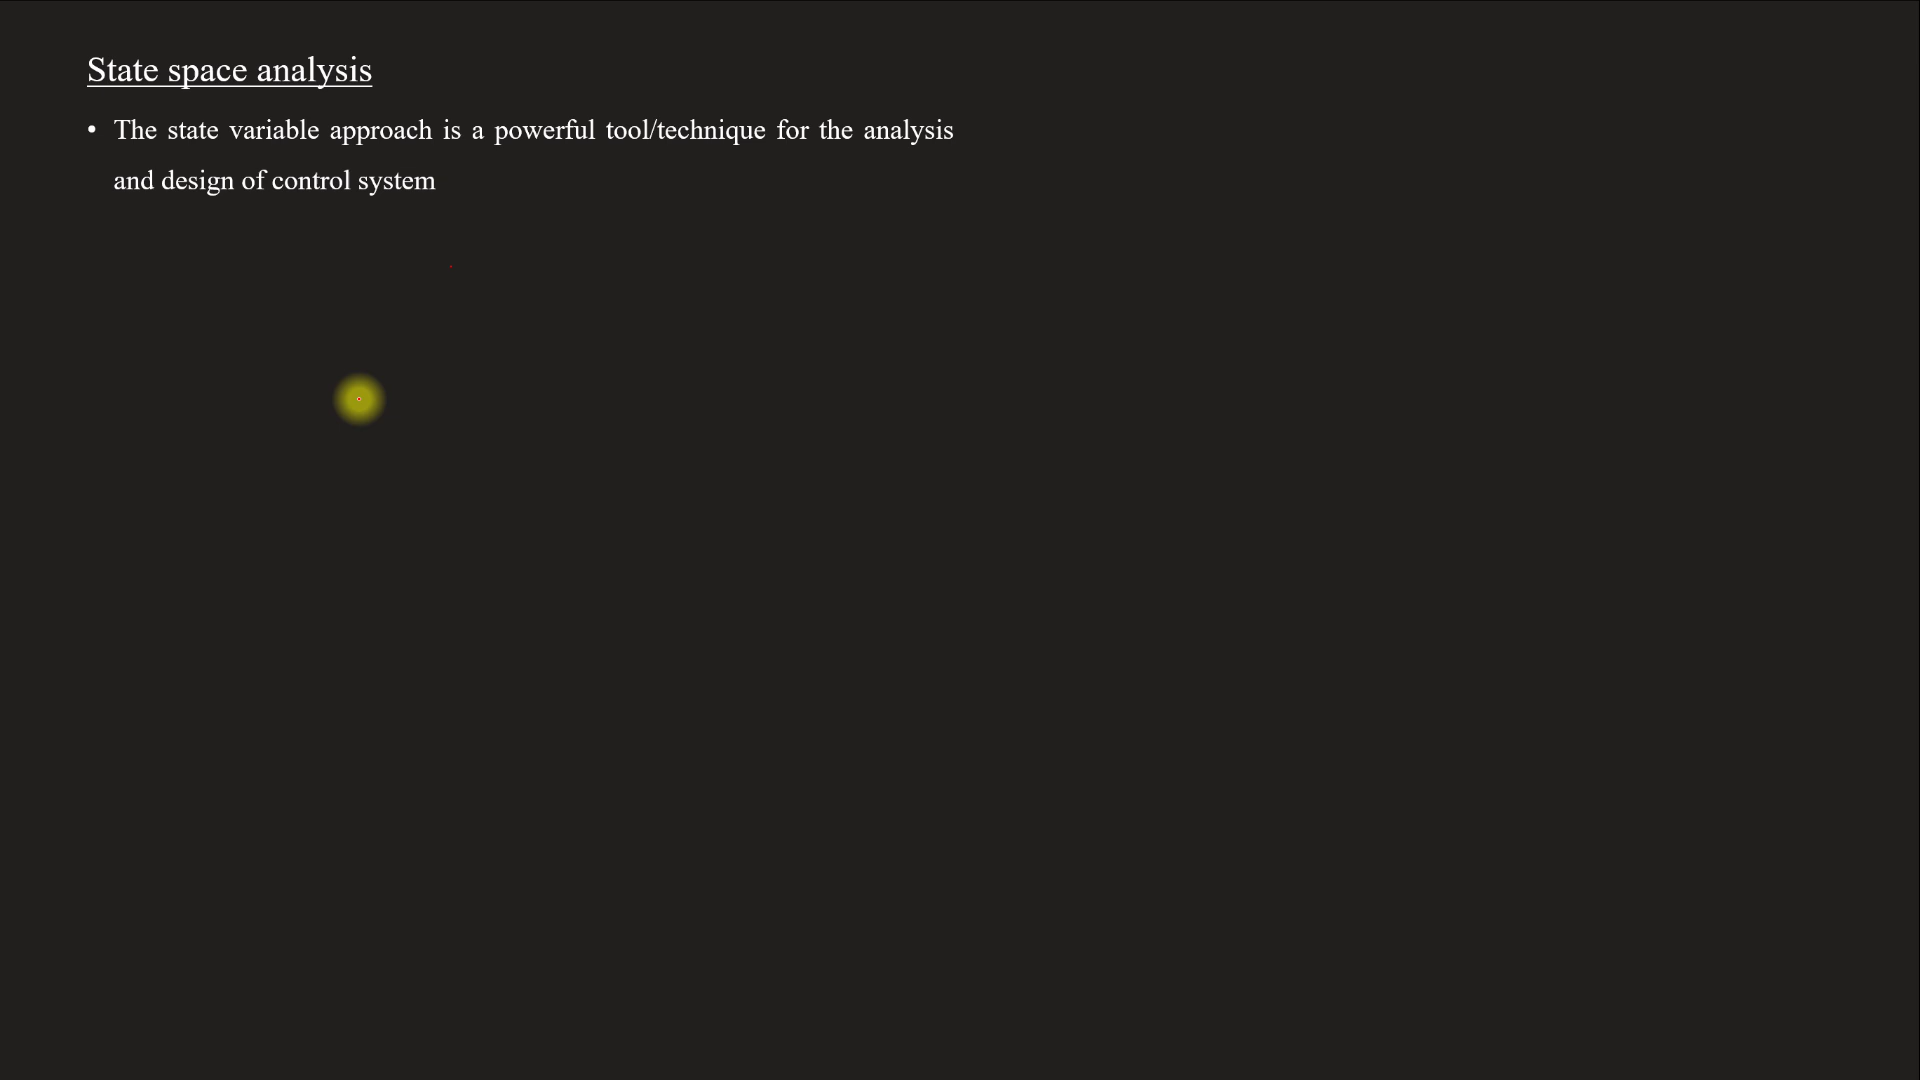 State space analysis
• The state variable approach is a powerful tool/technique for the analysis
and design of control system